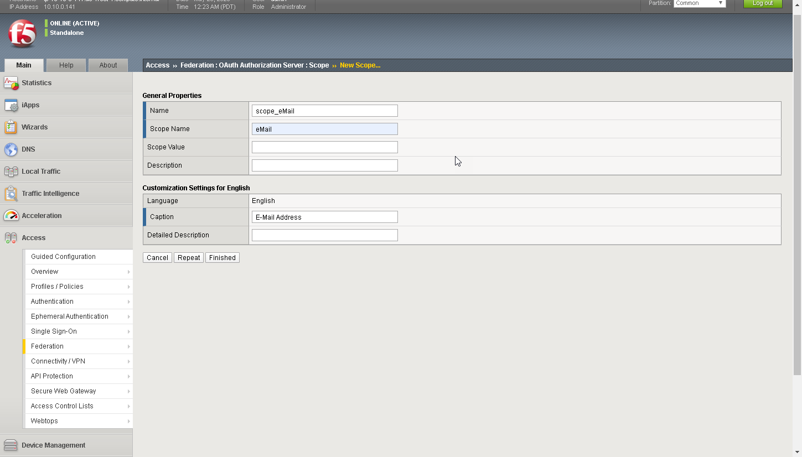 IP Address 10.10.0.141
Time 12:23 AM (PDT)
Role Administrator
Partition: Common
Log out
f5
ONLINE (ACTIVE)
Standalone
Main
Help
About
Access » Federation : OAuth Authorization Server : Scope » New Scope...
Statistics
iApps
Wizards
DNS
Local Traffic
Traffic Intelligence
Acceleration
Access
Guided Configuration
Overview
Profiles / Policies
Authentication
Ephemeral Authentication
Single Sign-On
Federation
Connectivity / VPN
API Protection
Secure Web Gateway
Access Control Lists
Webtops
Device Management
General Properties
Name scope_eMail
Scope Name eMail
Scope Value
Description
Customization Settings for English
Language English
Caption E-Mail Address
Detailed Description
Cancel Repeat Finished